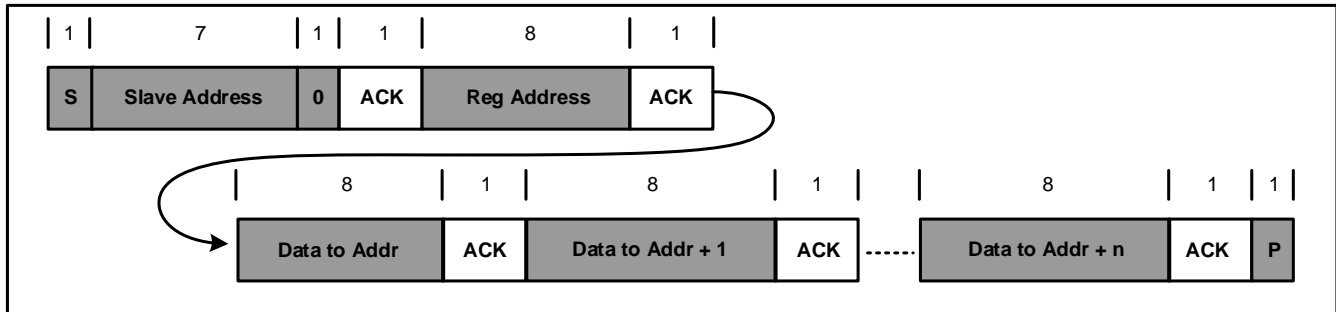 1 7 1 1 8 1
S Slave Address 0 ACK Reg Address ACK
8 1 8 1 8 1 1
Data to Addr ACK Data to Addr + 1 ACK Data to Addr + n ACK P